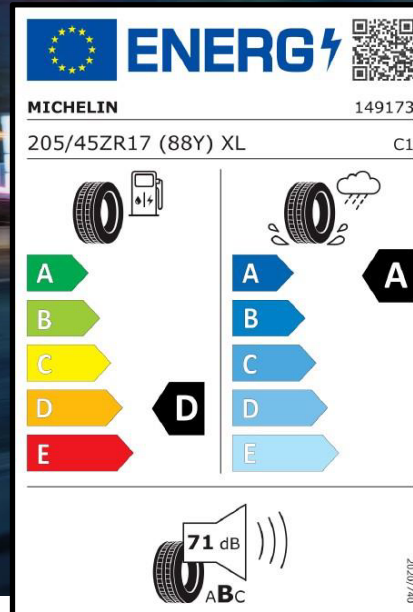 ENERG
MICHELIN 149173
205/45ZR17 (88Y) XL C1
A A A
B B
C C
D D D
E E
71 dB
ABC
2020/740